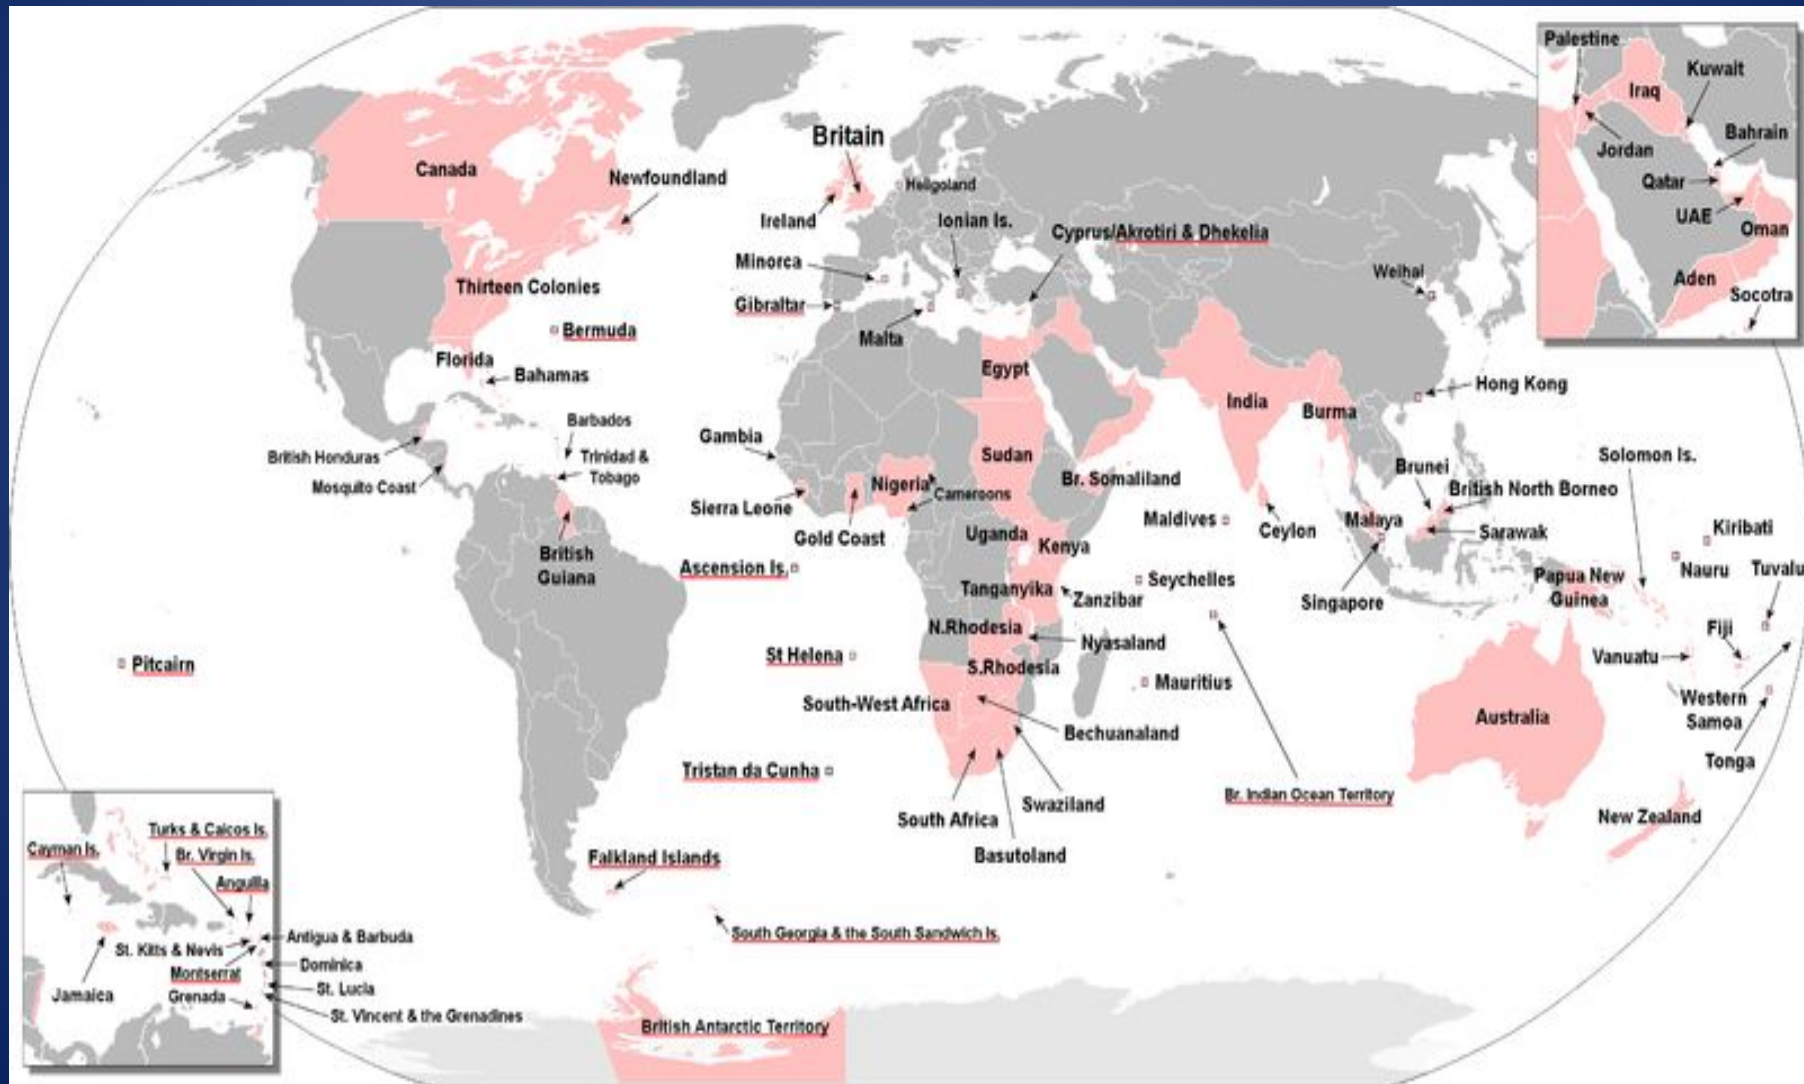 Palestine
Kuwait
Iraq
Bahrain
Jordan
Qatar
UAE
Oman
Aden
Socotra
Britain
Canada
Newfoundland
Heligoland
Ireland
Ionian Is.
Cyprus/Akrotiri & Dhekelia
Minorca
Weihai
Thirteen Colonies
Gibraltar
Bermuda
Malta
Florida
Bahamas
Egypt
Hong Kong
India
Burma
Barbados
Gambia
British Honduras
Trinidad &
Tobago
Sudan
Solomon Is.
Brunei
Mosquito Coast
Nigeria
Br. Somaliland
British North Borneo
Cameroons
Sierra Leone
Maldives
Ceylon
Malaya
Sarawak
Kiribati
Gold Coast
Uganda
Kenya
British
Guiana
Ascension Is.
Nauru
Tuvalu
Papua New
Guinea
Seychelles
Tanganyika
Zanzibar
Singapore
N.Rhodesia
Nyasaland
Fiji
St Helena
Pitcairn
S.Rhodesia
Vanuatu
Mauritius
South-West Africa
Western
Samoa
Australia
Bechuanaland
Tonga
Tristan da Cunha
Br. Indian Ocean Territory
Swaziland
South Africa
New Zealand
Basutoland
Falkland Islands
South Georgia & the South Sandwich Is.
British Antarctic Territory
Turks & Caicos Is.
Cayman Is.
Br. Virgin Is.
Anguilla
Antigua & Barbuda
St. Kitts & Nevis
Dominica
Montserrat
St. Lucia
Jamaica
Grenada
St. Vincent & the Grenadines